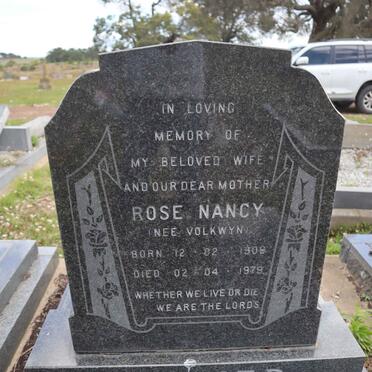 IN LOVING
MEMORY OF
MY BELOVED WIFE
AND OUR DEAR MOTHER
ROSE NANCY
(NEE VOLKWYN)
BORN 12 · 02 · 1909
DIED 02 · 04 · 1979
WHETHER WE LIVE OR DIE
WE ARE THE LORDS